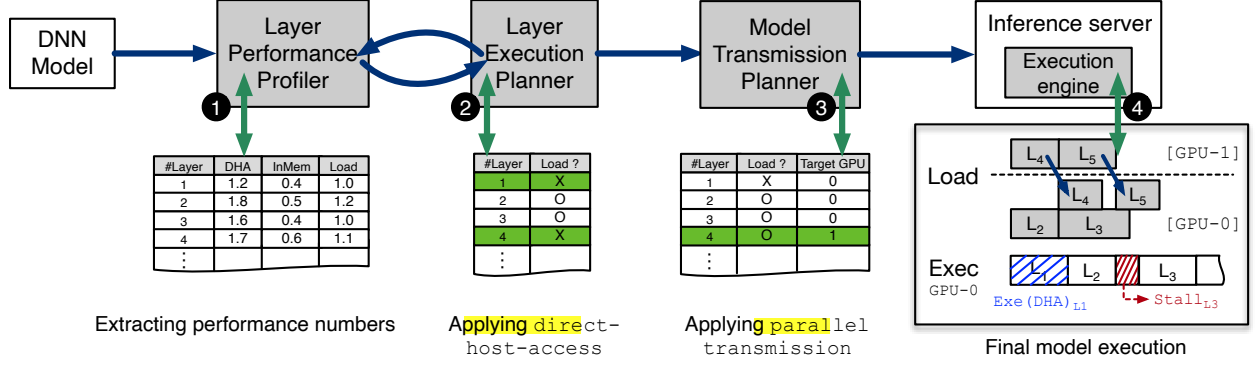 DNN
Model
Layer
Performance
Profiler
Layer
Execution
Planner
Model
Transmission
Planner
Inference server
Execution
engine
1
2
3
4
#Layer DHA InMem Load
1 1.2 0.4 1.0
2 1.8 0.5 1.2
3 1.6 0.4 1.0
4 1.7 0.6 1.1
⋮
#Layer Load ?
1 X
2 O
3 O
4 X
⋮
#Layer Load ? Target GPU
1 X 0
2 O 0
3 O 0
4 O 1
⋮
L4 L5 [GPU-1]
Load
L4 L5
L2 L3 [GPU-0]
Exec L1 L2 L3
GPU-0
Exe(DHA)L1 StallL3
Extracting performance numbers
Applying direct-
host-access
Applying parallel
transmission
Final model execution